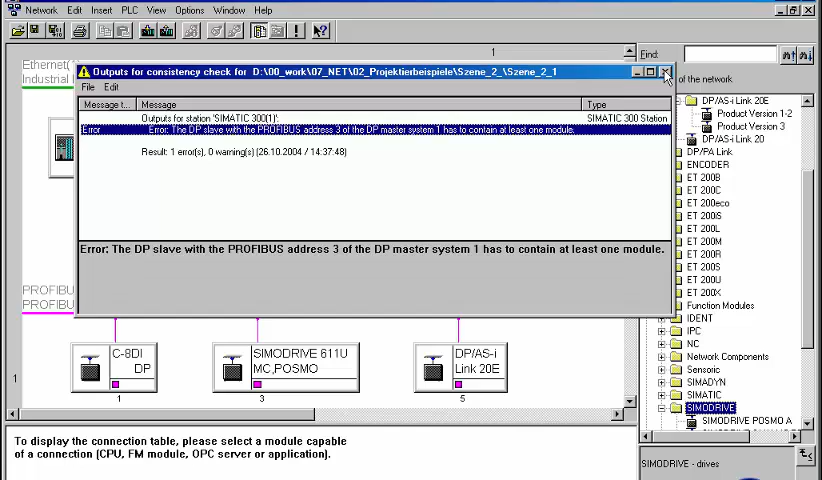 Network Edit Insert PLC View Options Window Help
1
Find:
Ethernet(
Industrial
Outputs for consistency check for D:\00_work\07_NET\02_Projektierbeispiele\Szene_2_\Szene_2_1
of the network
File Edit
Message t... Message Type
Outputs for station 'SIMATIC 300(1)': SIMATIC 300 Station
Error Error: The DP slave with the PROFIBUS address 3 of the DP master system 1 has to contain at least one module.
Result: 1 error(s), 0 warning(s) (26.10.2004 / 14:37:48)
Error: The DP slave with the PROFIBUS address 3 of the DP master system 1 has to contain at least one module.
DP/AS-i Link 20E
Product Version 1-2
Product Version 3
DP/AS-i Link 20
DP/PA Link
ENCODER
ET 200B
ET 200C
ET 200eco
ET 200iS
ET 200L
ET 200M
ET 200R
ET 200S
ET 200U
ET 200X
Function Modules
IDENT
IPC
NC
Network Components
Sensoric
SIMADYN
SIMATIC
SIMODRIVE
SIMODRIVE POSMO A
PROFIBU
PROFIBU
C-8DI
DP
1
SIMODRIVE 611U
MC,POSMO
3
DP/AS-i
Link 20E
5
1
To display the connection table, please select a module capable
of a connection (CPU, FM module, OPC server or application).
SIMODRIVE - drives